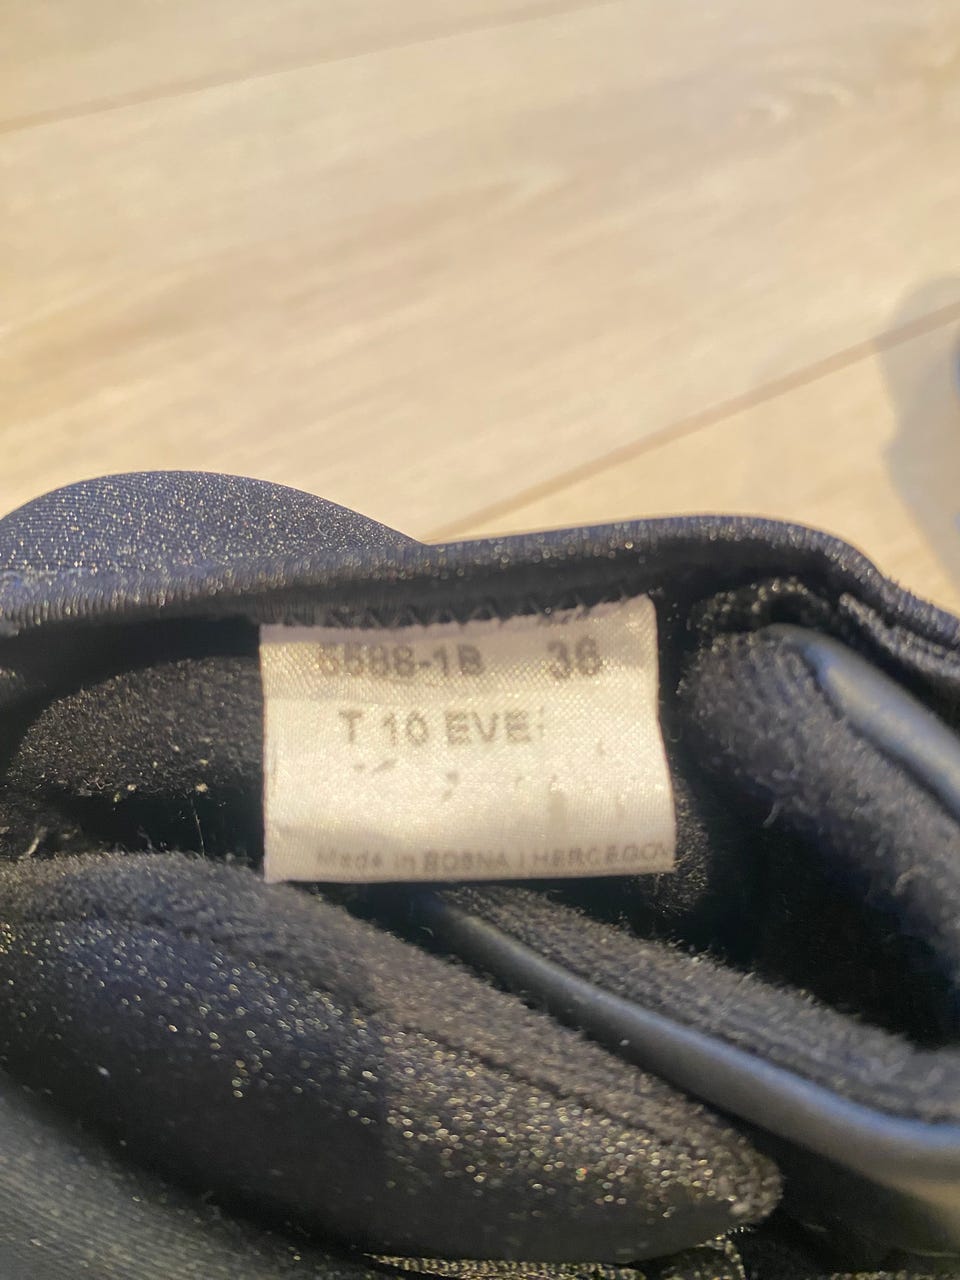 5588-1B 36
T 10 EVE
Made in BOSNA I HERCEGOV